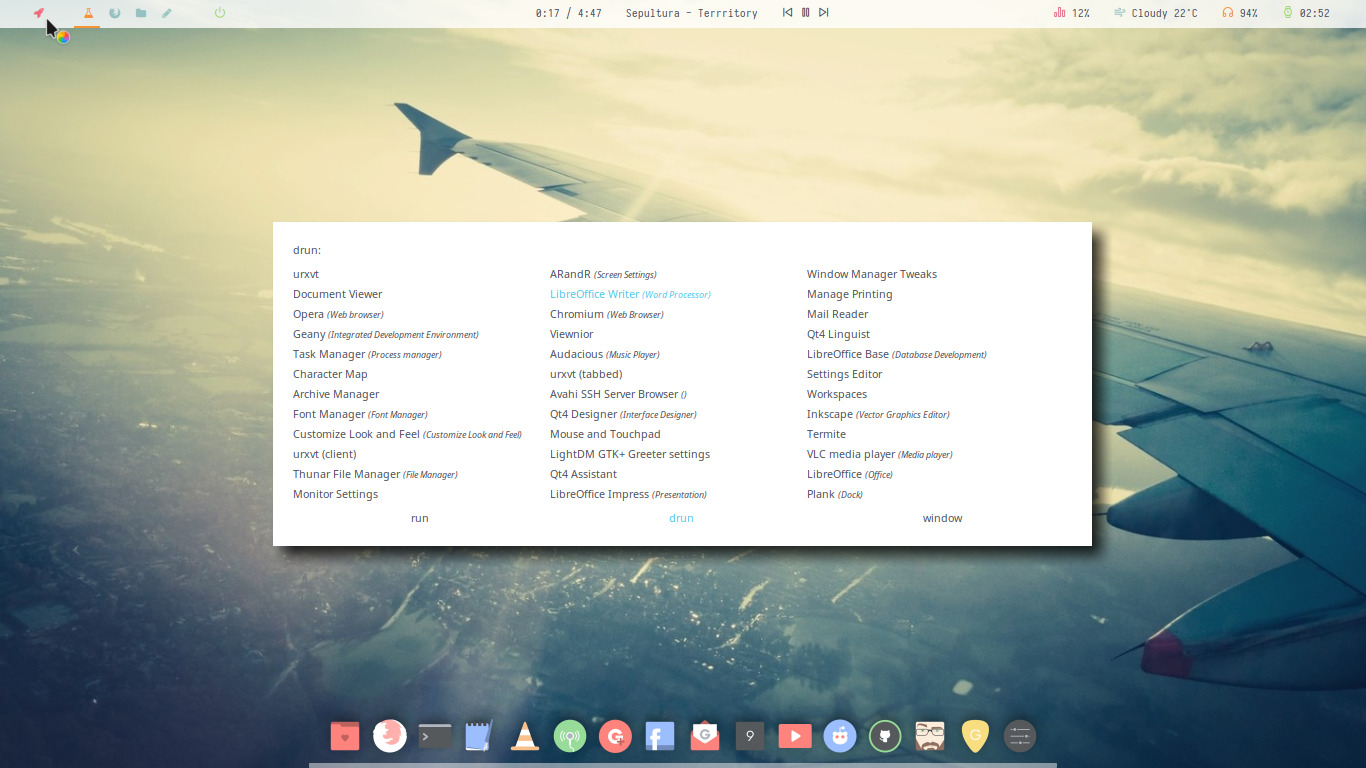 0:17 / 4:47 Sepultura - Terrritory 12% Cloudy 22°C 94% 02:52
drun:
urxvt ARandR (Screen Settings) Window Manager Tweaks
Document Viewer LibreOffice Writer (Word Processor) Manage Printing
Opera (Web browser) Chromium (Web Browser) Mail Reader
Geany (Integrated Development Environment) Viewnior Qt4 Linguist
Task Manager (Process manager) Audacious (Music Player) LibreOffice Base (Database Development)
Character Map urxvt (tabbed) Settings Editor
Archive Manager Avahi SSH Server Browser () Workspaces
Font Manager (Font Manager) Qt4 Designer (Interface Designer) Inkscape (Vector Graphics Editor)
Customize Look and Feel (Customize Look and Feel) Mouse and Touchpad Termite
urxvt (client) LightDM GTK+ Greeter settings VLC media player (Media player)
Thunar File Manager (File Manager) Qt4 Assistant LibreOffice (Office)
Monitor Settings LibreOffice Impress (Presentation) Plank (Dock)
run drun window
>_ G+ f G 9 G